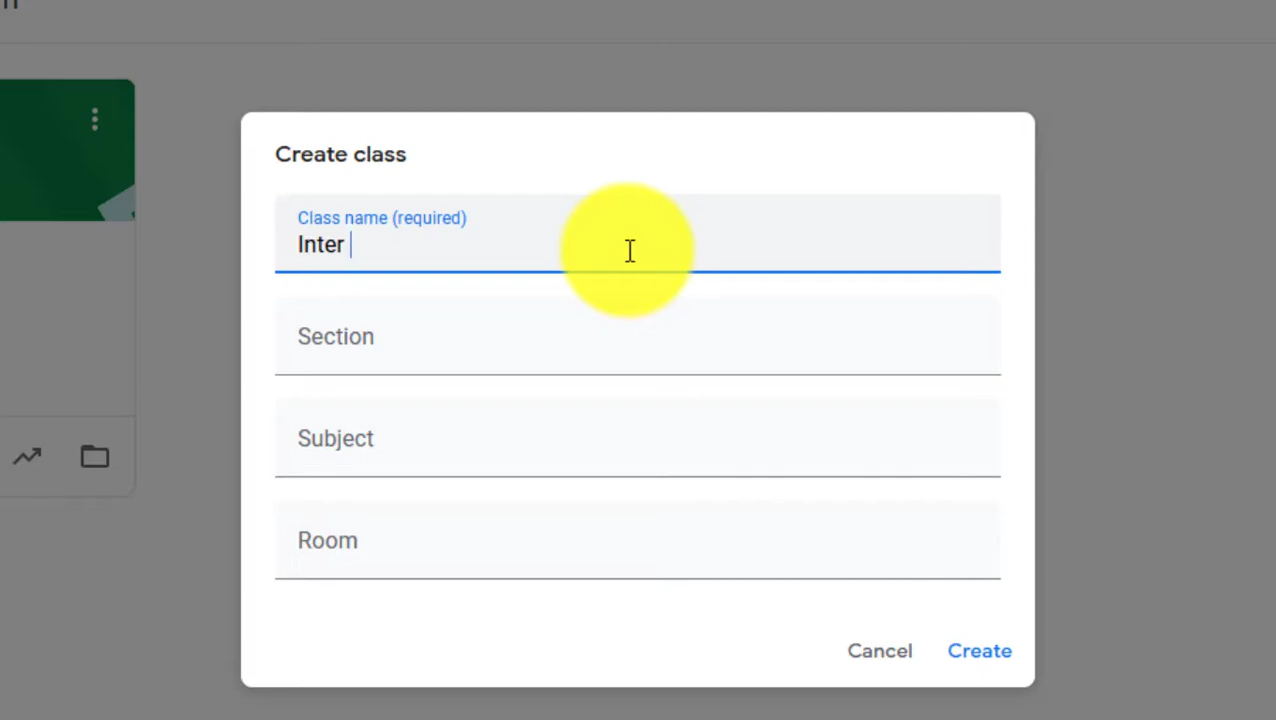 Create class
Class name (required)
Inter
Section
Subject
Room
Cancel Create